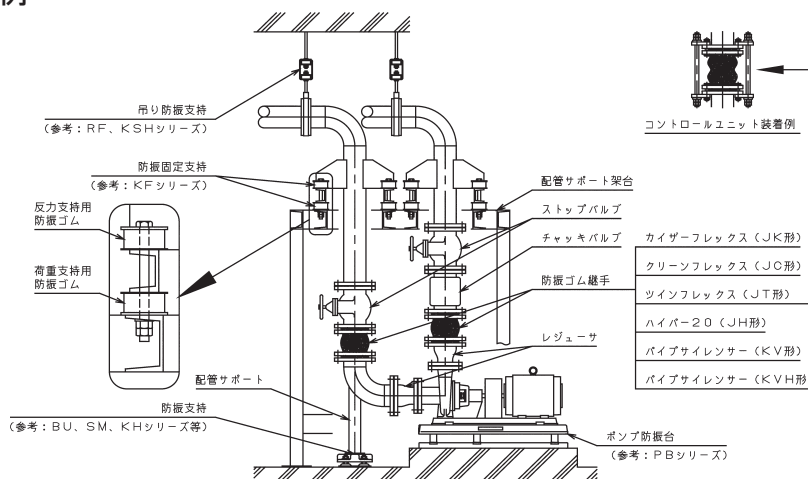 例
吊り防振支持
(参考：RF、KSHシリーズ)
防振固定支持
(参考：KFシリーズ)
反力支持用
防振ゴム
荷重支持用
防振ゴム
配管サポート
防振支持
(参考：BU、SM、KHシリーズ等)
コントロールユニット装着例
配管サポート架台
ストップバルブ
チャッキバルブ
防振ゴム継手
レジューサ
カイザーフレックス(JK形)
クリーンフレックス(JC形)
ツインフレックス(JT形)
ハイパー20(JH形)
パイプサイレンサー(KV形)
パイプサイレンサー(KVH形
ポンプ防振台
(参考：PBシリーズ)